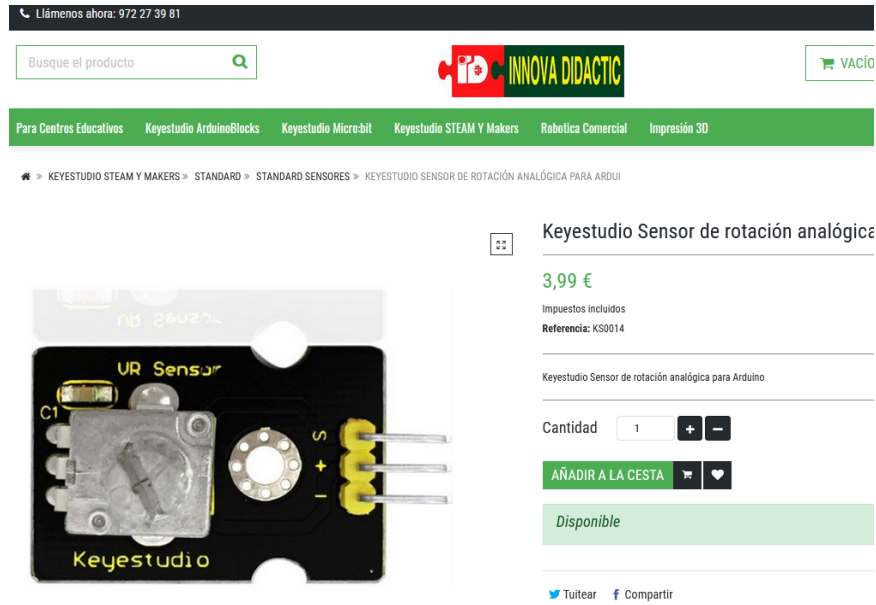 Llámenos ahora: 972 27 39 81
Busque el producto
iDC INNOVA DIDACTIC
VACÍO
Para Centros Educativos Keyestudio ArduinoBlocks Keyestudio Micro:bit Keyestudio STEAM Y Makers Robotica Comercial Impresión 3D
» KEYESTUDIO STEAM Y MAKERS » STANDARD » STANDARD SENSORES » KEYESTUDIO SENSOR DE ROTACIÓN ANALÓGICA PARA ARDUI
Keyestudio Sensor de rotación analógica
3,99 €
Impuestos incluidos
Referencia: KS0014
Keyestudio Sensor de rotación analógica para Arduino
Cantidad 1 + −
AÑADIR A LA CESTA
Disponible
Tuitear Compartir
VR Sensor
C1
S
+
−
Keyestudio